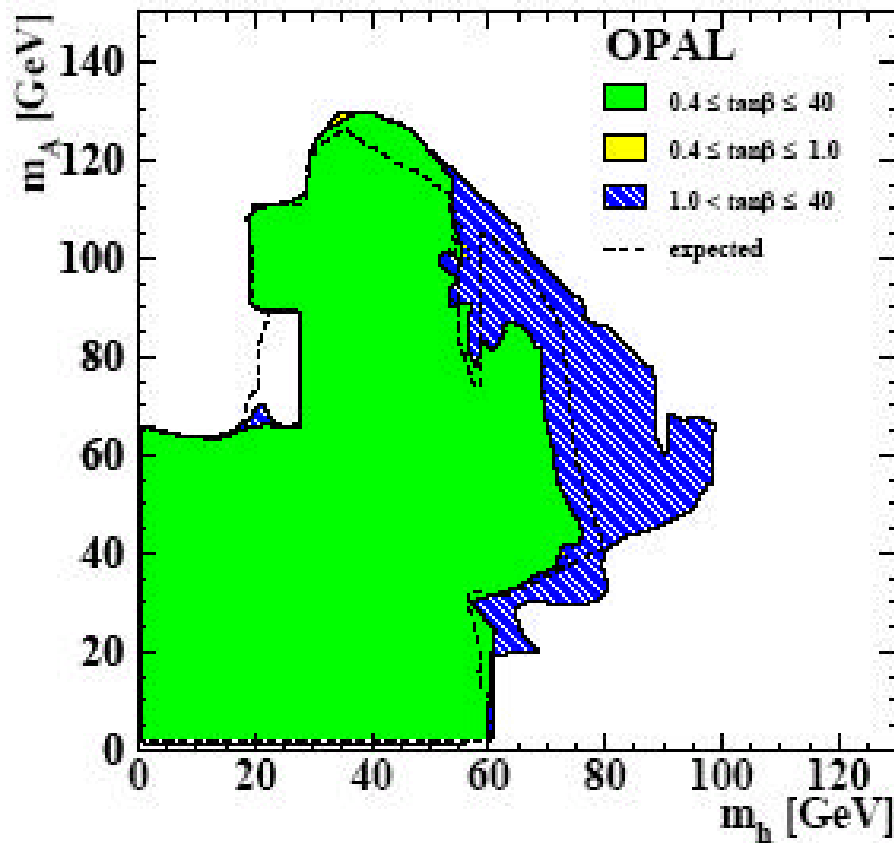 m_A [GeV]
140
120
100
80
60
40
20
0
OPAL
0.4 ≤ tanβ ≤ 40
0.4 ≤ tanβ ≤ 1.0
1.0 < tanβ ≤ 40
expected
0 20 40 60 80 100 120
m_h [GeV]